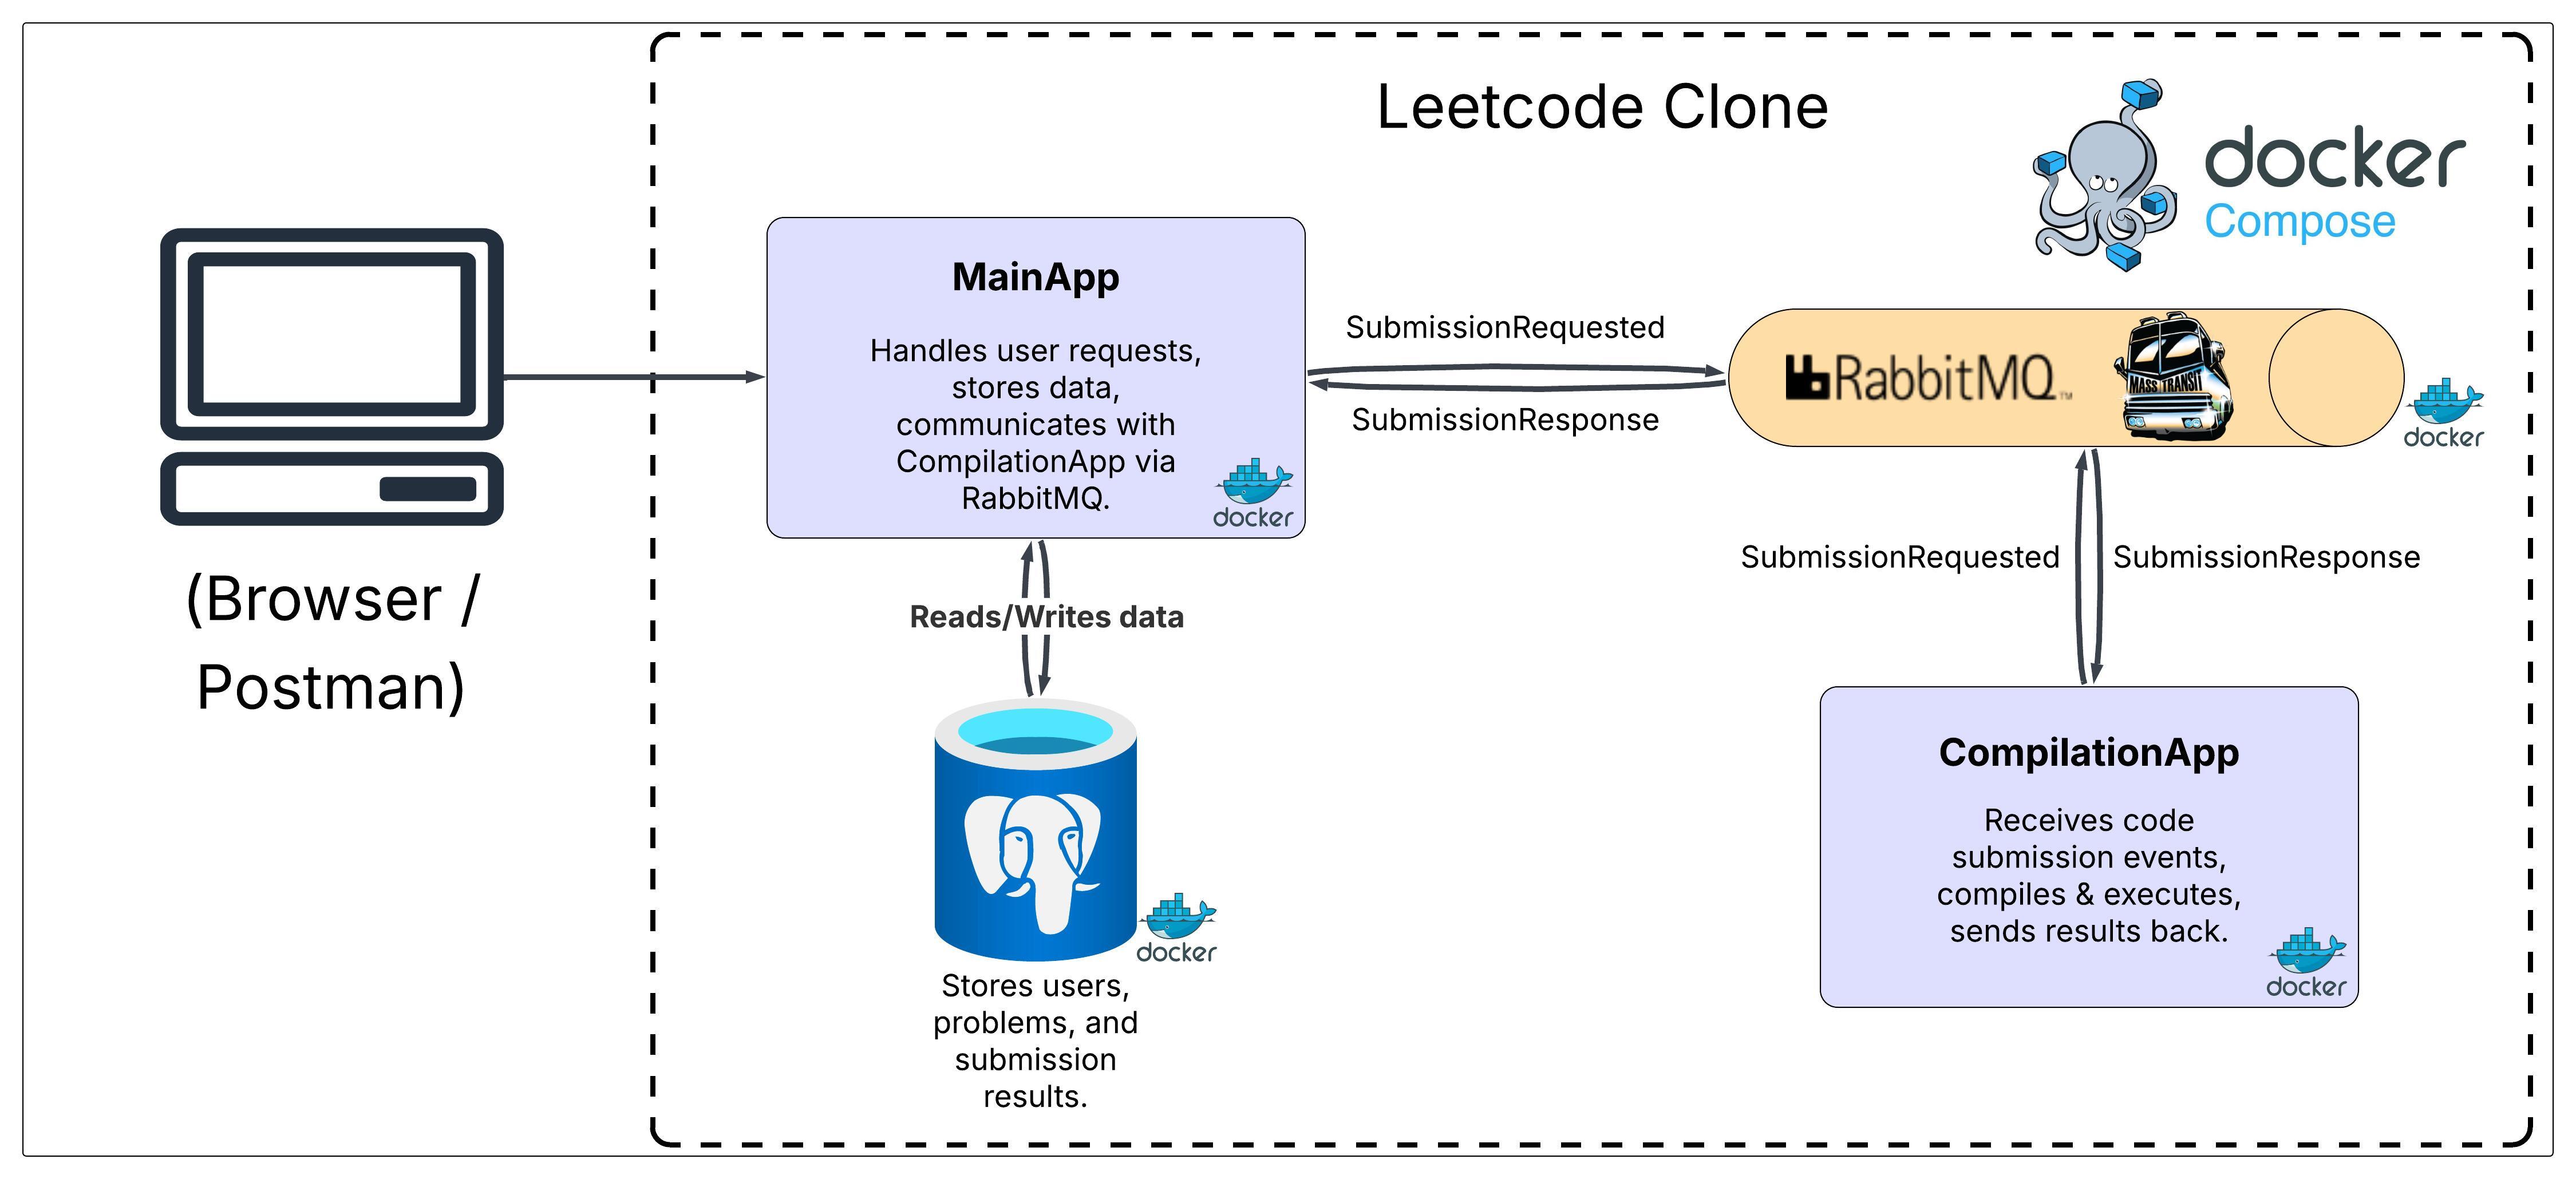 Leetcode Clone
docker
Compose
(Browser /
Postman)
MainApp
Handles user requests,
stores data,
communicates with
CompilationApp via
RabbitMQ.
docker
SubmissionRequested
SubmissionResponse
RabbitMQ™
MASS TRANSIT
docker
Reads/Writes data
docker
Stores users,
problems, and
submission
results.
SubmissionRequested
SubmissionResponse
CompilationApp
Receives code
submission events,
compiles & executes,
sends results back.
docker